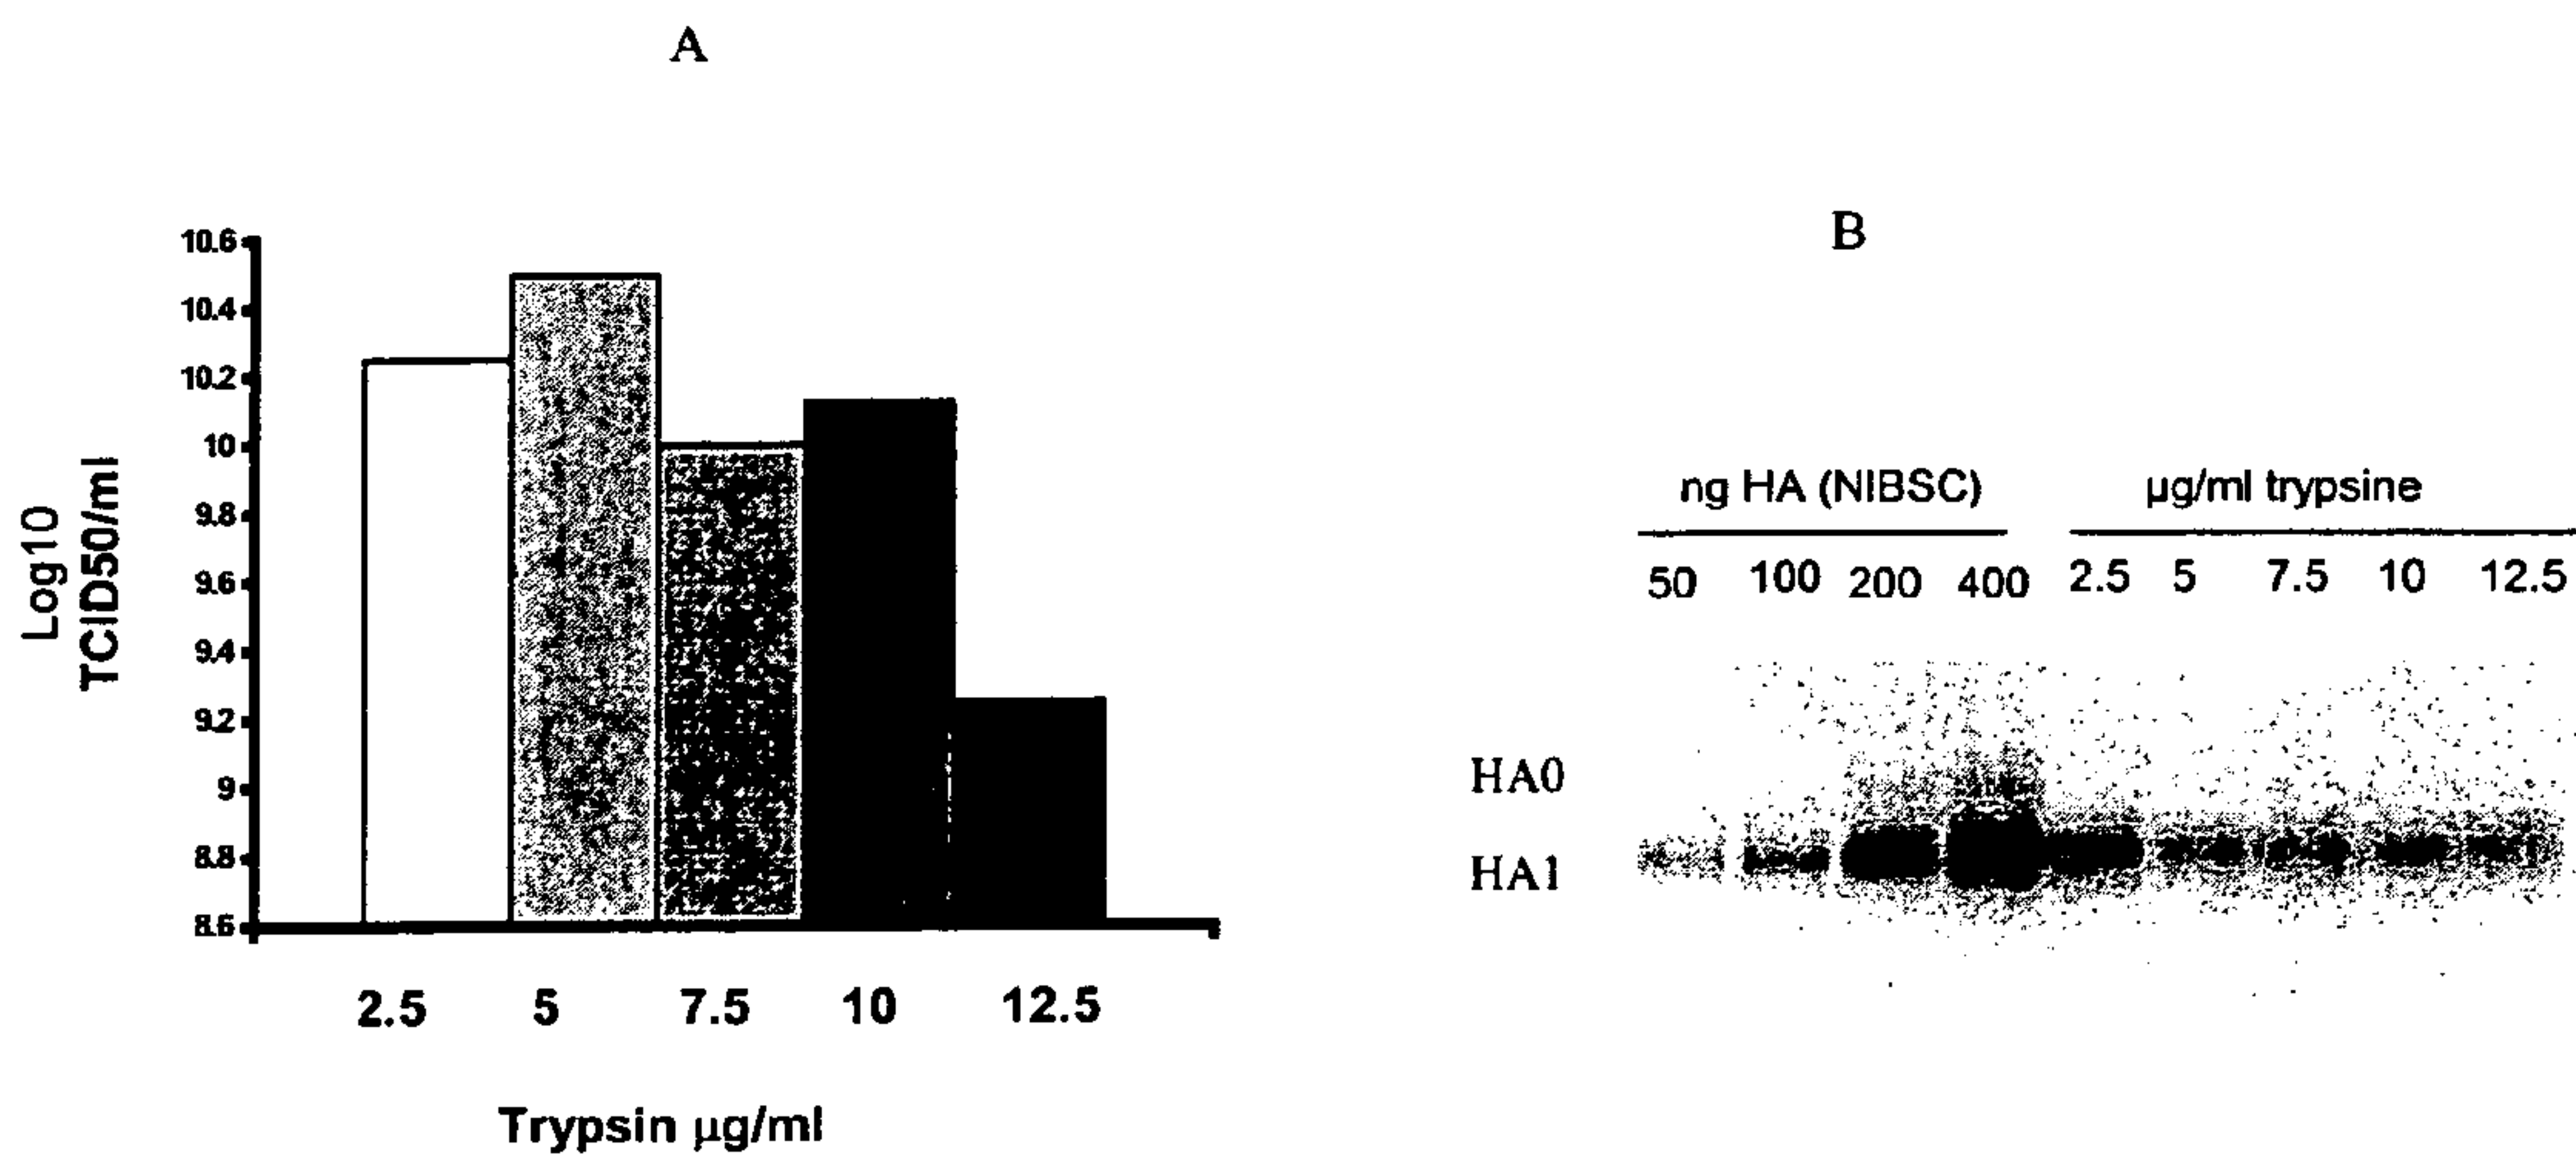 A
10.6
10.4
10.2
10
9.8
9.6
9.4
9.2
9
8.8
8.6
Log10
TCID50/ml
2.5 5 7.5 10 12.5
Trypsin µg/ml
B
ng HA (NIBSC) µg/ml trypsine
50 100 200 400 2.5 5 7.5 10 12.5
HA0
HA1